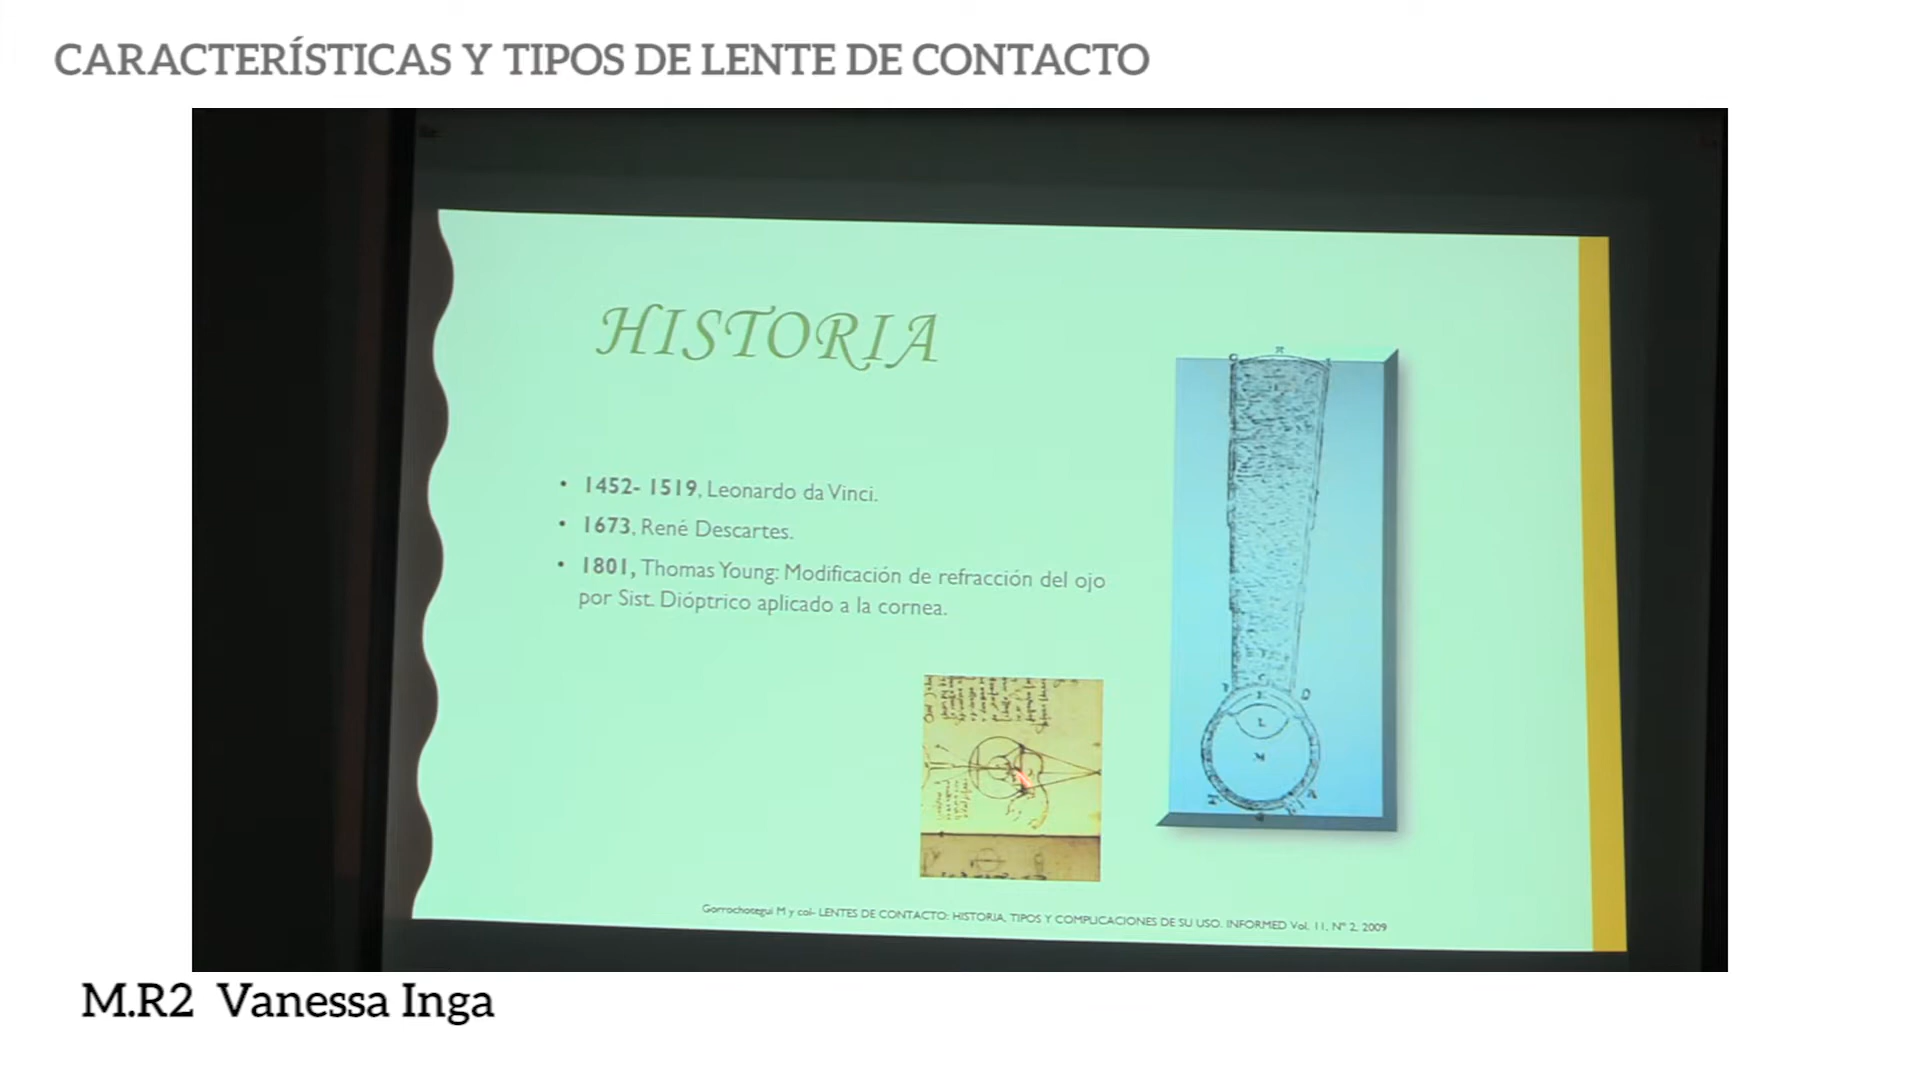 CARACTERÍSTICAS Y TIPOS DE LENTE DE CONTACTO
HISTORIA
• 1452- 1519, Leonardo da Vinci.
• 1673, René Descartes.
• 1801, Thomas Young: Modificación de refracción del ojo
por Sist. Dióptrico aplicado a la cornea.
Gorrochotegui M y col- LENTES DE CONTACTO: HISTORIA, TIPOS Y COMPLICACIONES DE SU USO. INFORMED Vol. 11, Nº 2, 2009
M.R2 Vanessa Inga